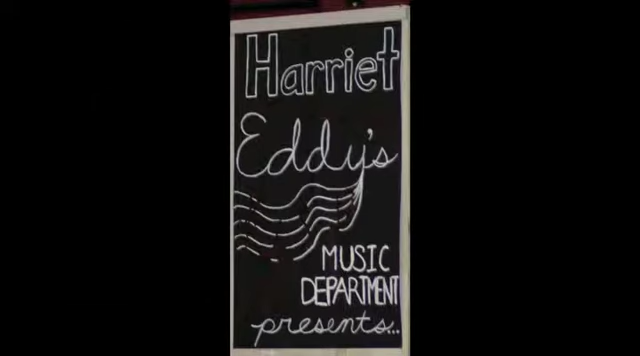 Harriet
Eddy's
MUSIC
DEPARTMENT
presents...